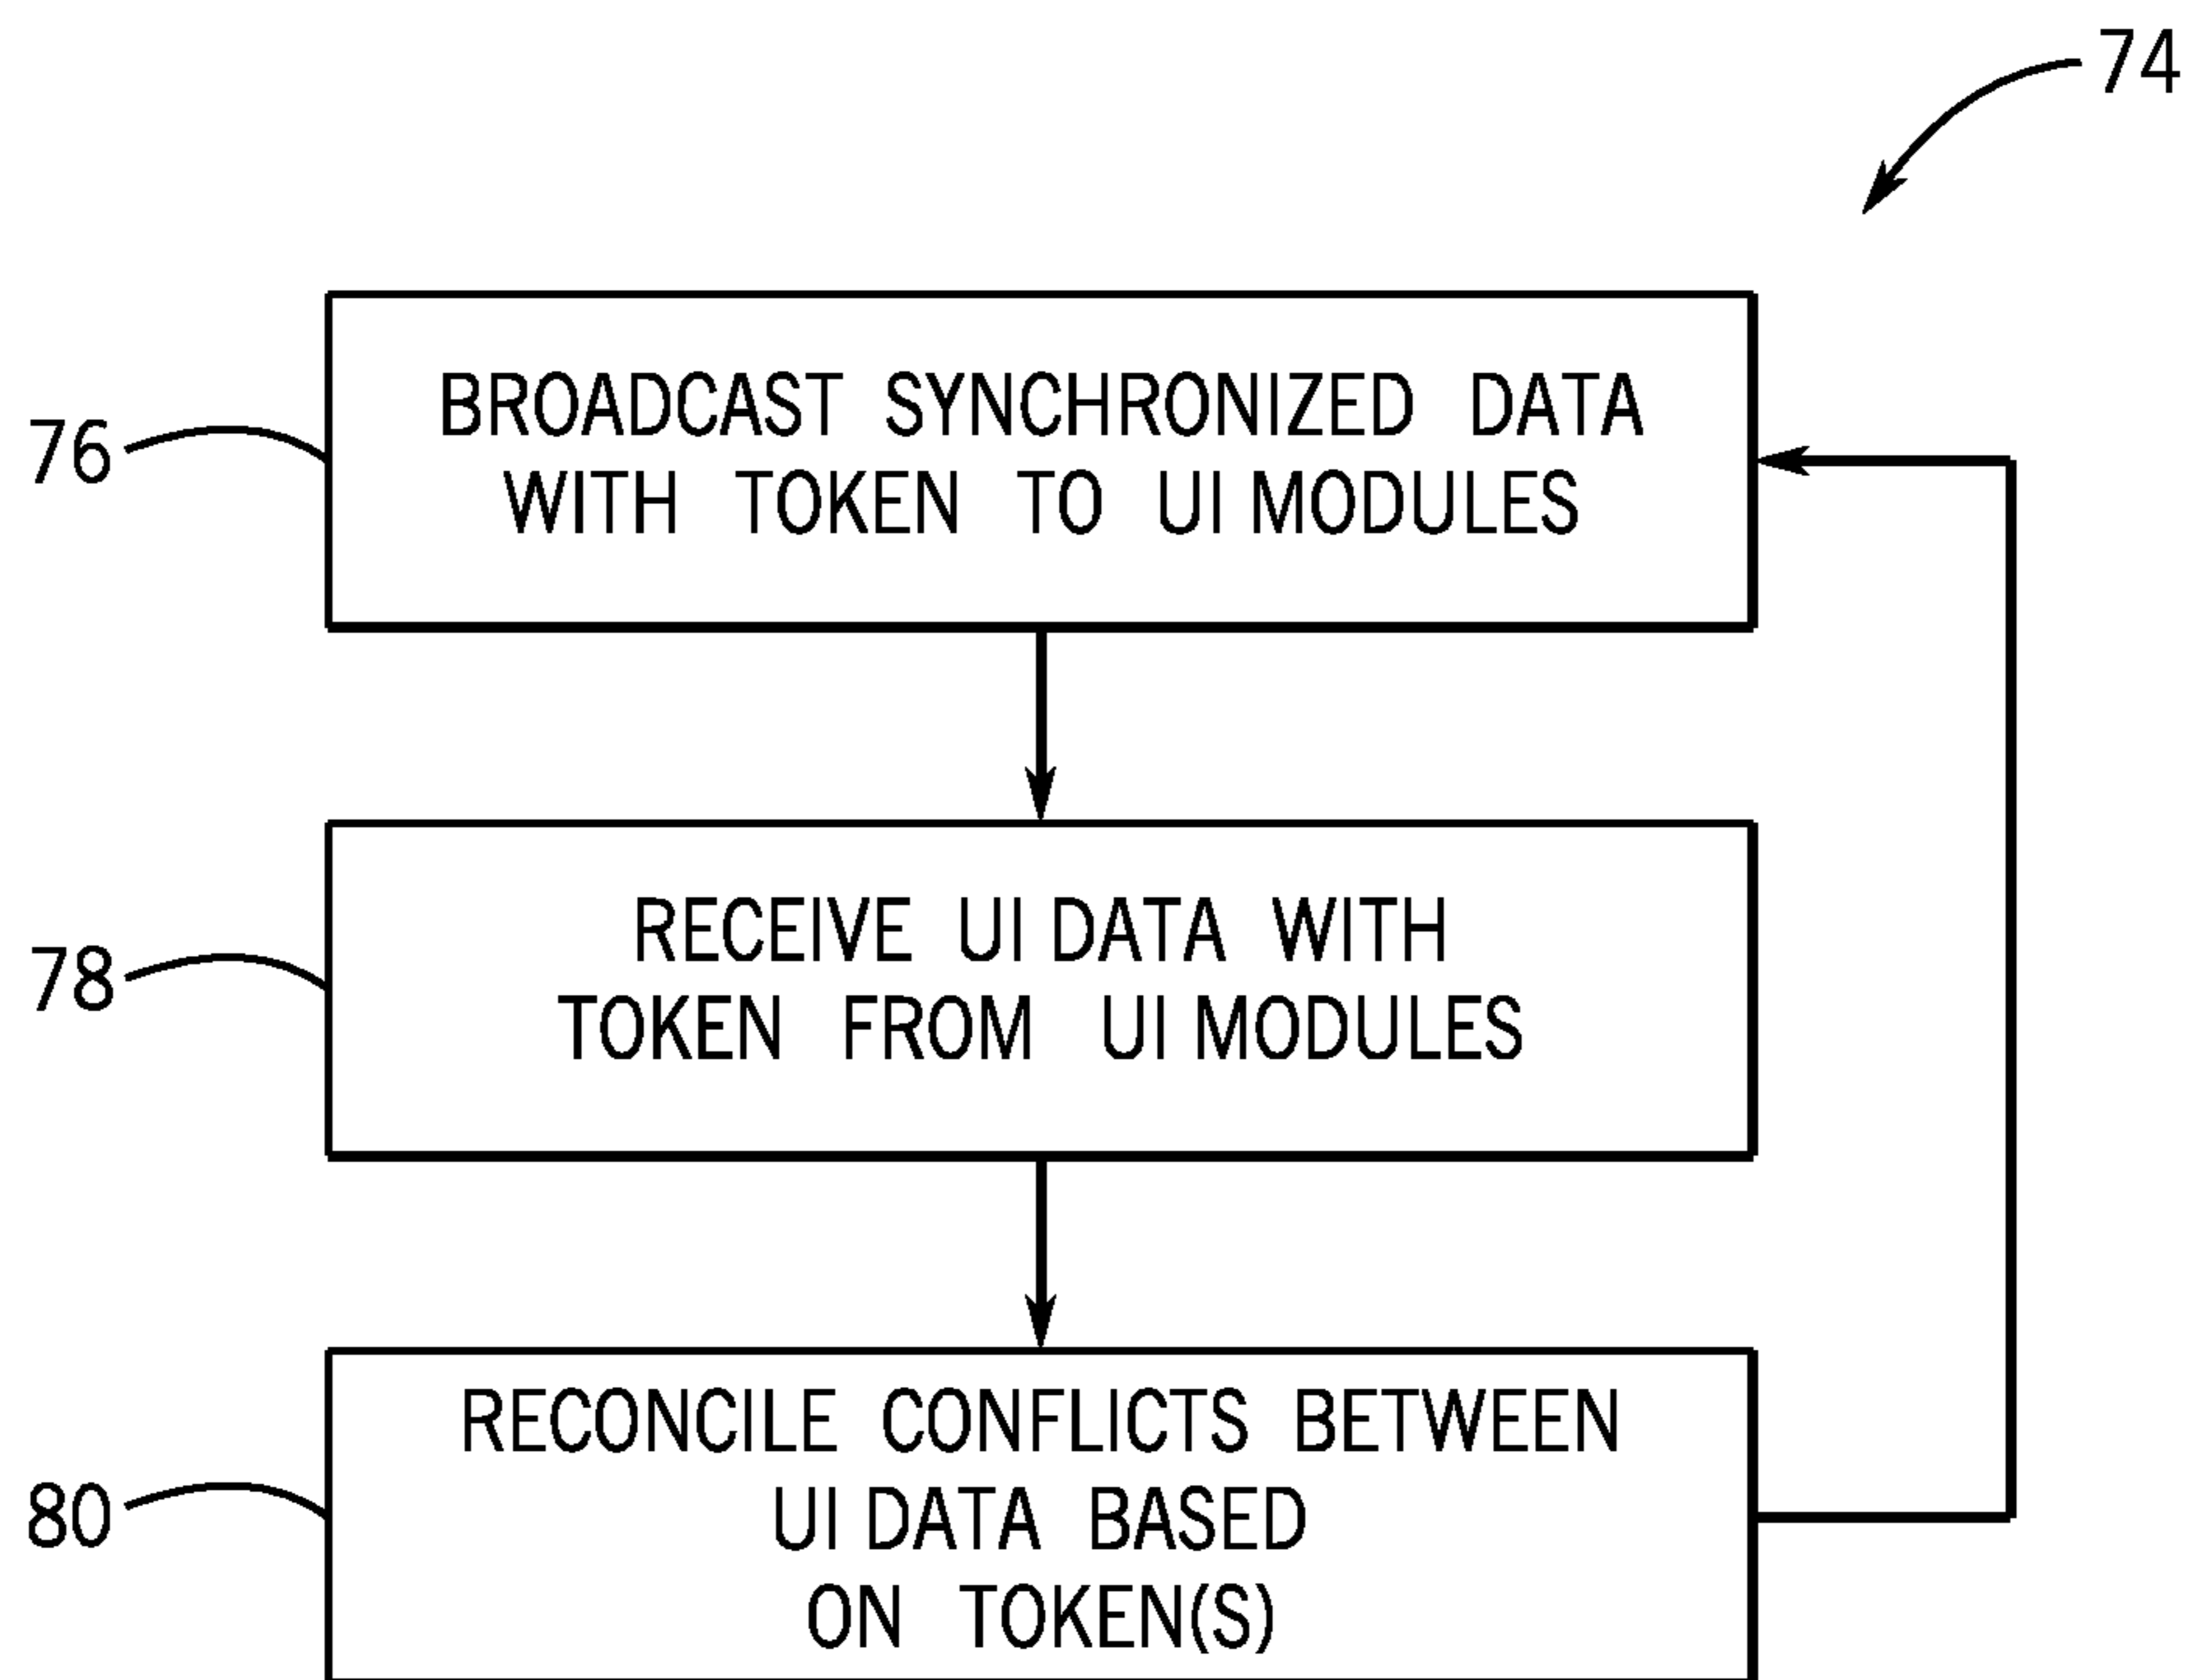 74
76
BROADCAST SYNCHRONIZED DATA
WITH TOKEN TO UI MODULES
78
RECEIVE UI DATA WITH
TOKEN FROM UI MODULES
80
RECONCILE CONFLICTS BETWEEN
UI DATA BASED
ON TOKEN(S)